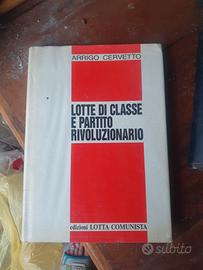 ARRIGO CERVETTO
LOTTE DI CLASSE
E PARTITO
RIVOLUZIONARIO
edizioni LOTTA COMUNISTA
subito